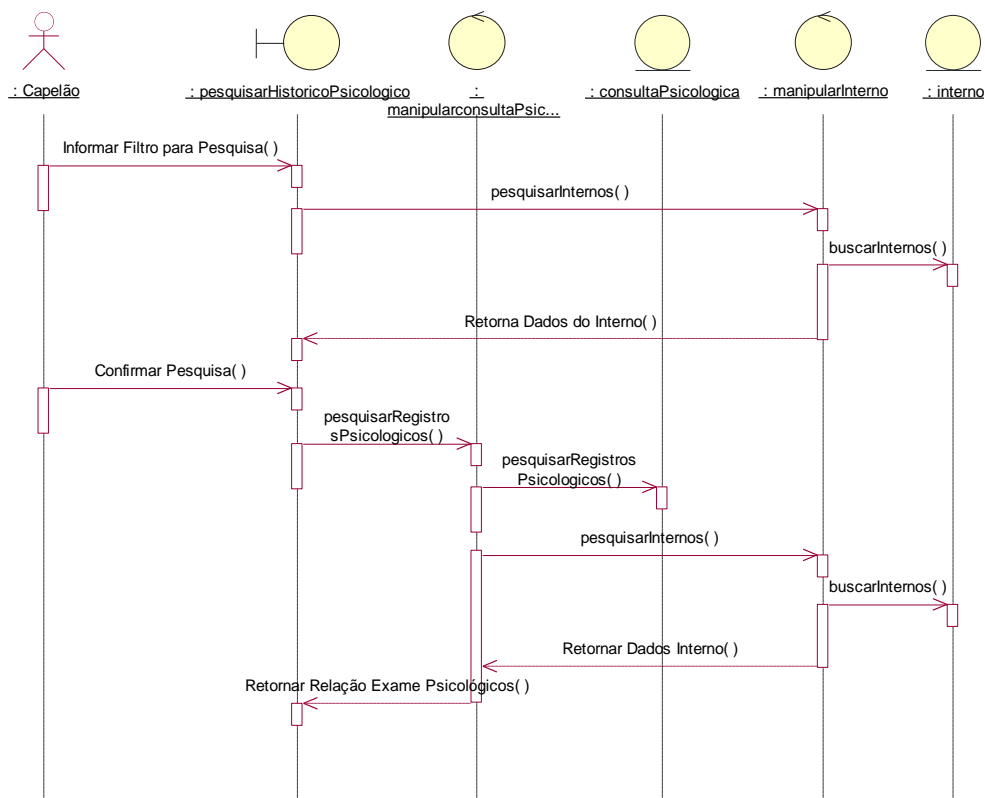 : Capelão
: pesquisarHistoricoPsicologico
:
manipularconsultaPsic...
: consultaPsicologica
: manipularInterno
: interno
Informar Filtro para Pesquisa( )
pesquisarInternos( )
buscarInternos( )
Retorna Dados do Interno( )
Confirmar Pesquisa( )
pesquisarRegistro
sPsicologicos( )
pesquisarRegistros
Psicologicos( )
pesquisarInternos( )
buscarInternos( )
Retornar Dados Interno( )
Retornar Relação Exame Psicológicos( )